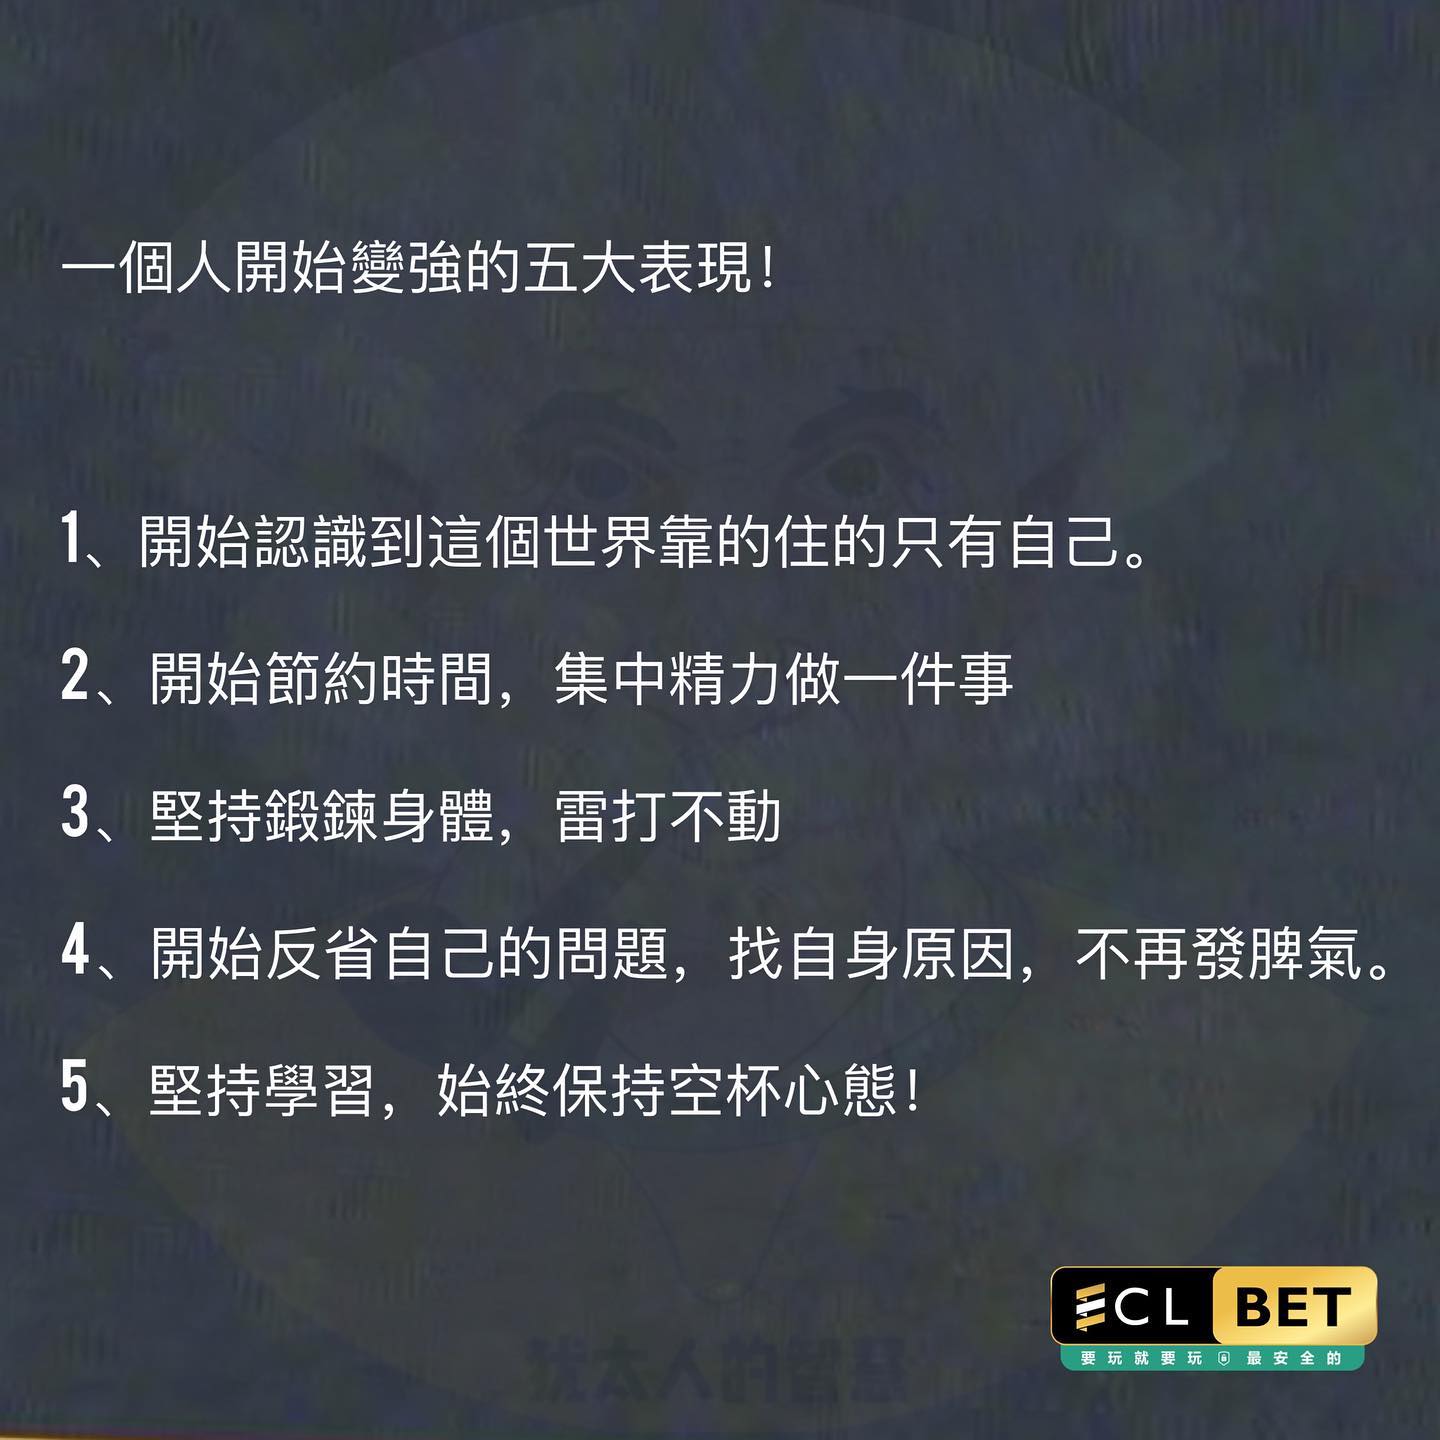 一個人開始變強的五大表現！
1、開始認識到這個世界靠的住的只有自己。
2、開始節約時間，集中精力做一件事
3、堅持鍛鍊身體，雷打不動
4、開始反省自己的問題，找自身原因，不再發脾氣。
5、堅持學習，始終保持空杯心態！
ECLBET
要玩就要玩最安全的